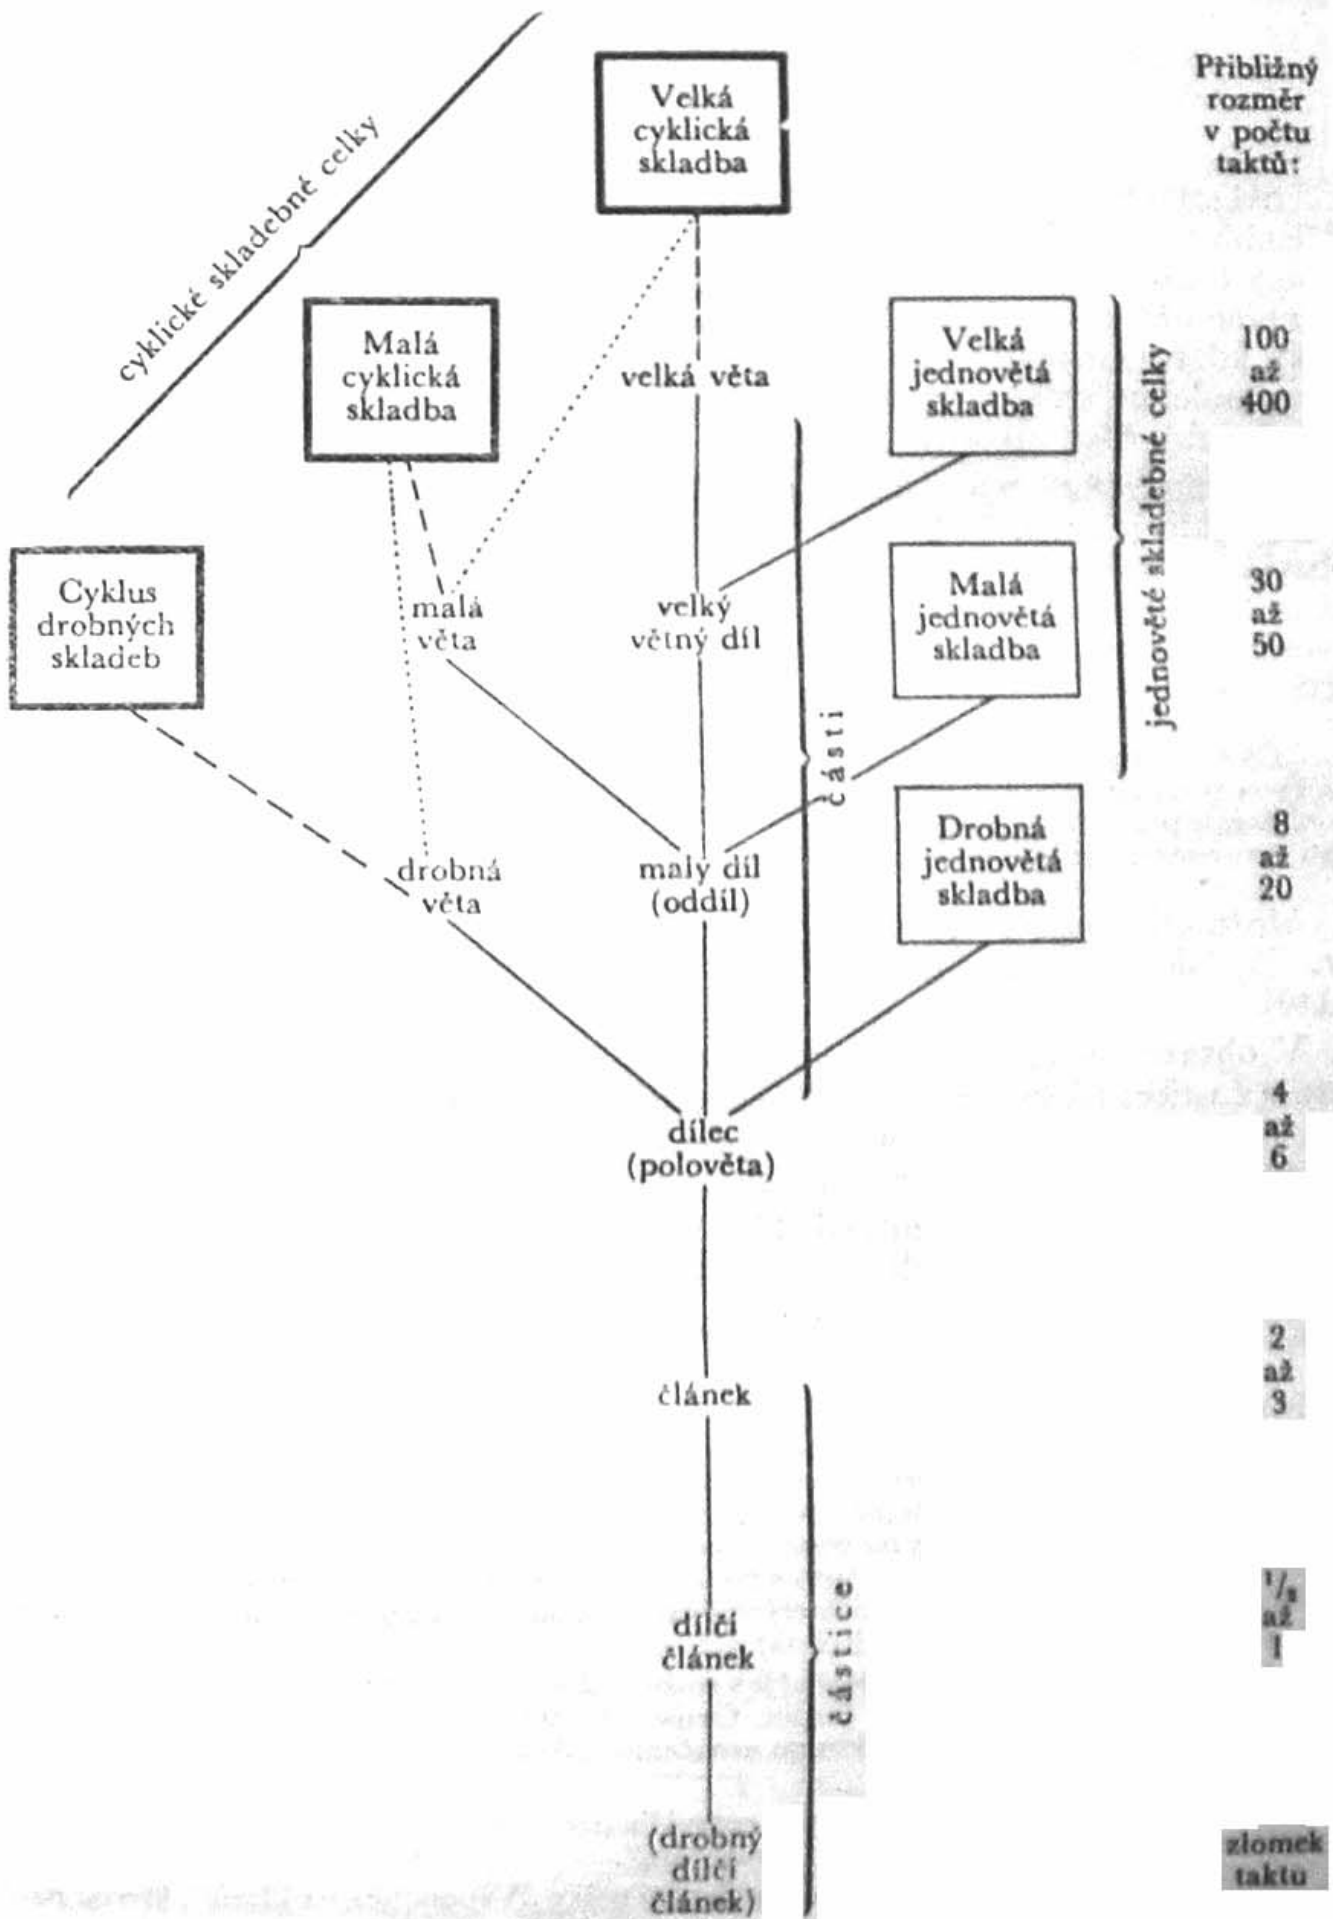 Přibližný
rozměr
v počtu
taktů:
Velká
cyklická
skladba
cyklické skladebné celky
Malá
cyklická
skladba
velká věta
Velká
jednovětá
skladba
100
až
400
jednověté skladebné celky
Cyklus
drobných
skladeb
malá
věta
velký
větný díl
Malá
jednovětá
skladba
30
až
50
části
drobná
věta
malý díl
(oddíl)
Drobná
jednovětá
skladba
8
až
20
dílec
(polověta)
4
až
6
článek
2
až
3
částice
dílčí
článek
1/2
až
1
(drobný
dílčí
článek)
zlomek
taktu